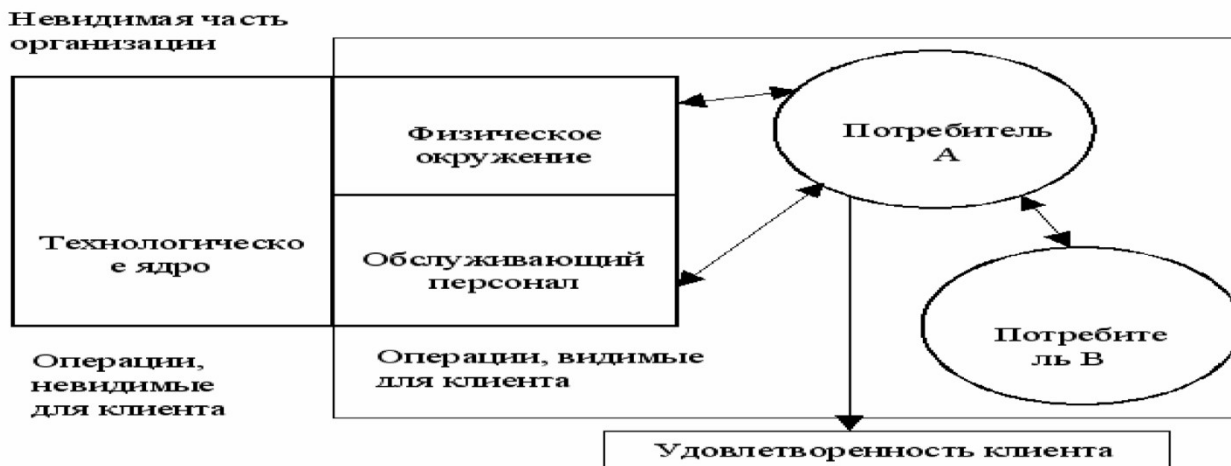 Невидимая часть
организации
Физическое
окружение
Потребитель
А
Технологическо
е ядро
Обслуживающий
персонал
Потребите
ль В
Операции,
невидимые
для клиента
Операции, видимые
для клиента
Удовлетворенность клиента